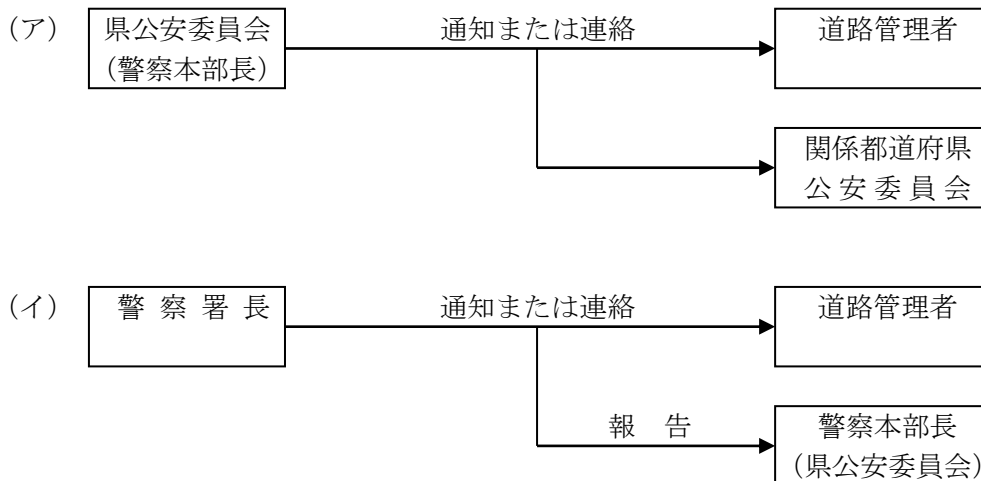 (ア)
県公安委員会
(警察本部長)
通知または連絡
道路管理者
関係都道府県
公安委員会
(イ)
警察署長
通知または連絡
道路管理者
報告
警察本部長
(県公安委員会)